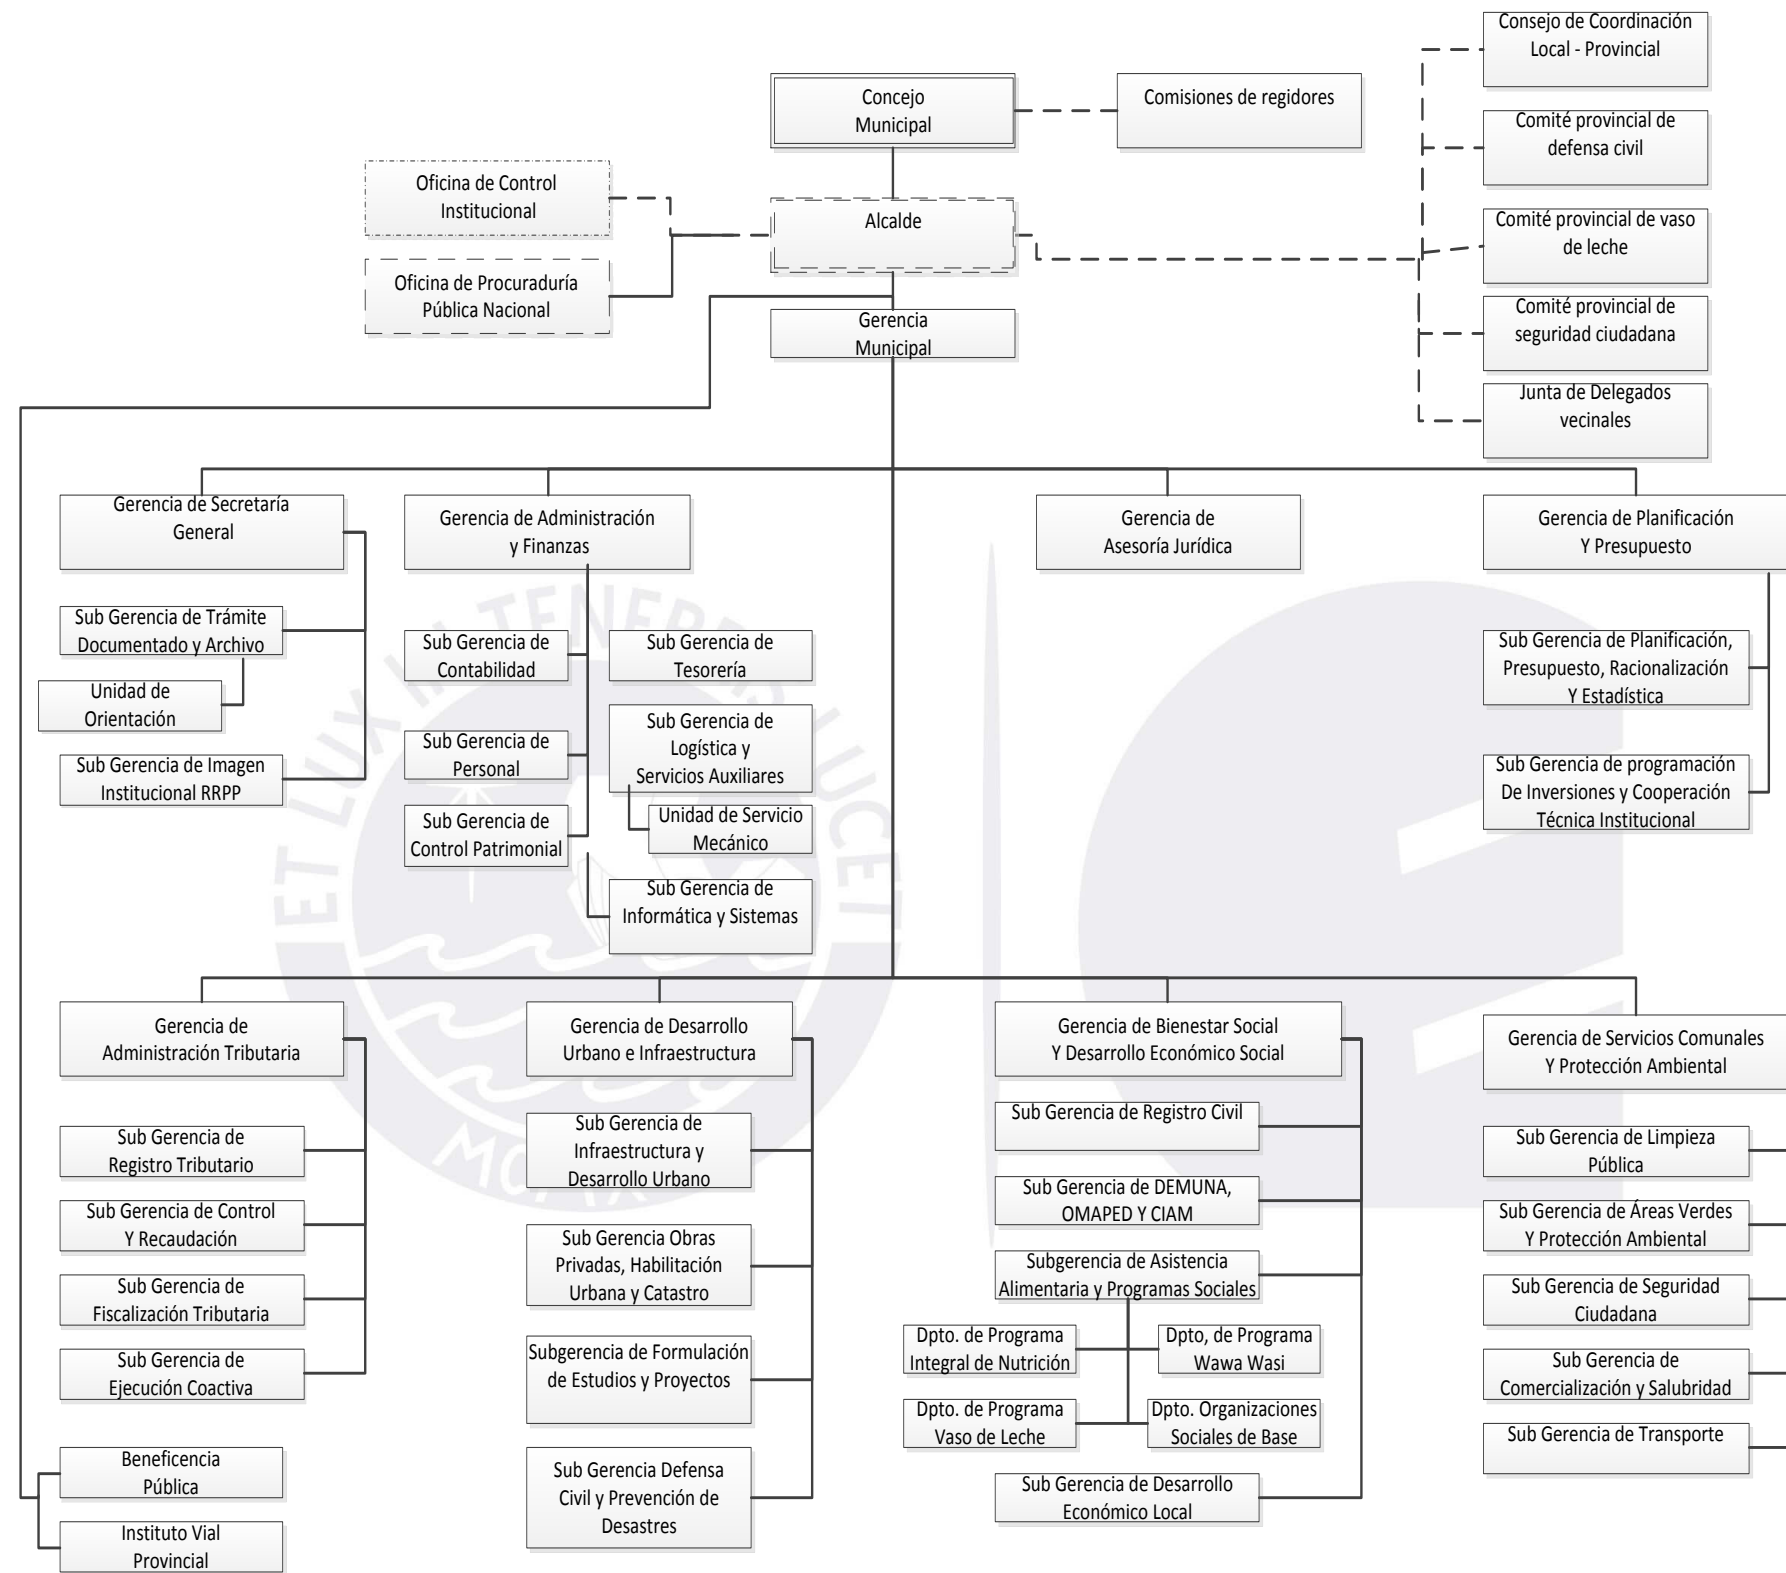 Consejo de Coordinación
Local - Provincial
Concejo
Municipal
Comisiones de regidores
Comité provincial de
defensa civil
Oficina de Control
Institucional
Alcalde
Comité provincial de vaso
de leche
Oficina de Procuraduría
Pública Nacional
Gerencia
Municipal
Comité provincial de
seguridad ciudadana
Junta de Delegados
vecinales
Gerencia de Secretaría
General
Gerencia de Administración
y Finanzas
Gerencia de
Asesoría Jurídica
Gerencia de Planificación
Y Presupuesto
Sub Gerencia de Trámite
Documentado y Archivo
Unidad de
Orientación
Sub Gerencia de Imagen
Institucional RRPP
Sub Gerencia de
Contabilidad
Sub Gerencia de
Tesorería
Sub Gerencia de
Personal
Sub Gerencia de
Logística y
Servicios Auxiliares
Sub Gerencia de
Control Patrimonial
Unidad de Servicio
Mecánico
Sub Gerencia de
Informática y Sistemas
Sub Gerencia de Planificación,
Presupuesto, Racionalización
Y Estadística
Sub Gerencia de programación
De Inversiones y Cooperación
Técnica Institucional
Gerencia de
Administración Tributaria
Gerencia de Desarrollo
Urbano e Infraestructura
Gerencia de Bienestar Social
Y Desarrollo Económico Social
Gerencia de Servicios Comunales
Y Protección Ambiental
Sub Gerencia de
Registro Tributario
Sub Gerencia de Control
Y Recaudación
Sub Gerencia de
Fiscalización Tributaria
Sub Gerencia de
Ejecución Coactiva
Sub Gerencia de
Infraestructura y
Desarrollo Urbano
Sub Gerencia Obras
Privadas, Habilitación
Urbana y Catastro
Subgerencia de Formulación
de Estudios y Proyectos
Sub Gerencia Defensa
Civil y Prevención de
Desastres
Sub Gerencia de Registro Civil
Sub Gerencia de DEMUNA,
OMAPED Y CIAM
Subgerencia de Asistencia
Alimentaria y Programas Sociales
Dpto. de Programa
Integral de Nutrición
Dpto, de Programa
Wawa Wasi
Dpto. de Programa
Vaso de Leche
Dpto. Organizaciones
Sociales de Base
Sub Gerencia de Desarrollo
Económico Local
Sub Gerencia de Limpieza
Pública
Sub Gerencia de Áreas Verdes
Y Protección Ambiental
Sub Gerencia de Seguridad
Ciudadana
Sub Gerencia de
Comercialización y Salubridad
Sub Gerencia de Transporte
Beneficencia
Pública
Instituto Vial
Provincial